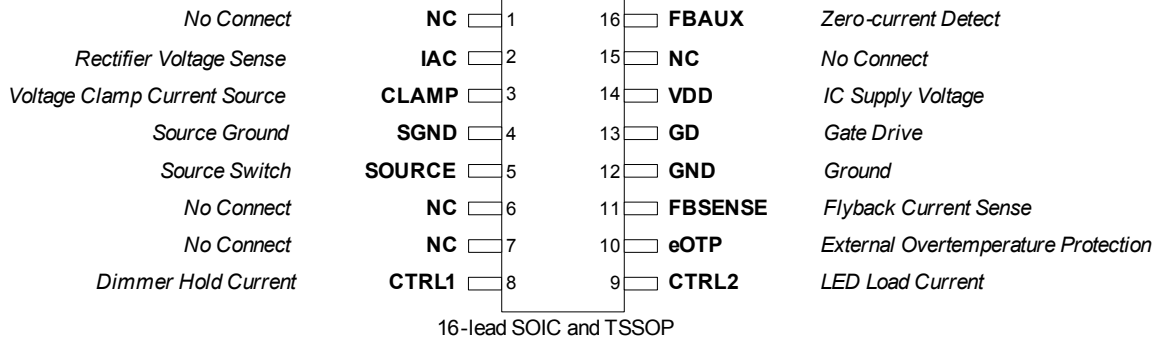 No Connect NC 1 16 FBAUX Zero-current Detect
Rectifier Voltage Sense IAC 2 15 NC No Connect
Voltage Clamp Current Source CLAMP 3 14 VDD IC Supply Voltage
Source Ground SGND 4 13 GD Gate Drive
Source Switch SOURCE 5 12 GND Ground
No Connect NC 6 11 FBSENSE Flyback Current Sense
No Connect NC 7 10 eOTP External Overtemperature Protection
Dimmer Hold Current CTRL1 8 9 CTRL2 LED Load Current
16-lead SOIC and TSSOP